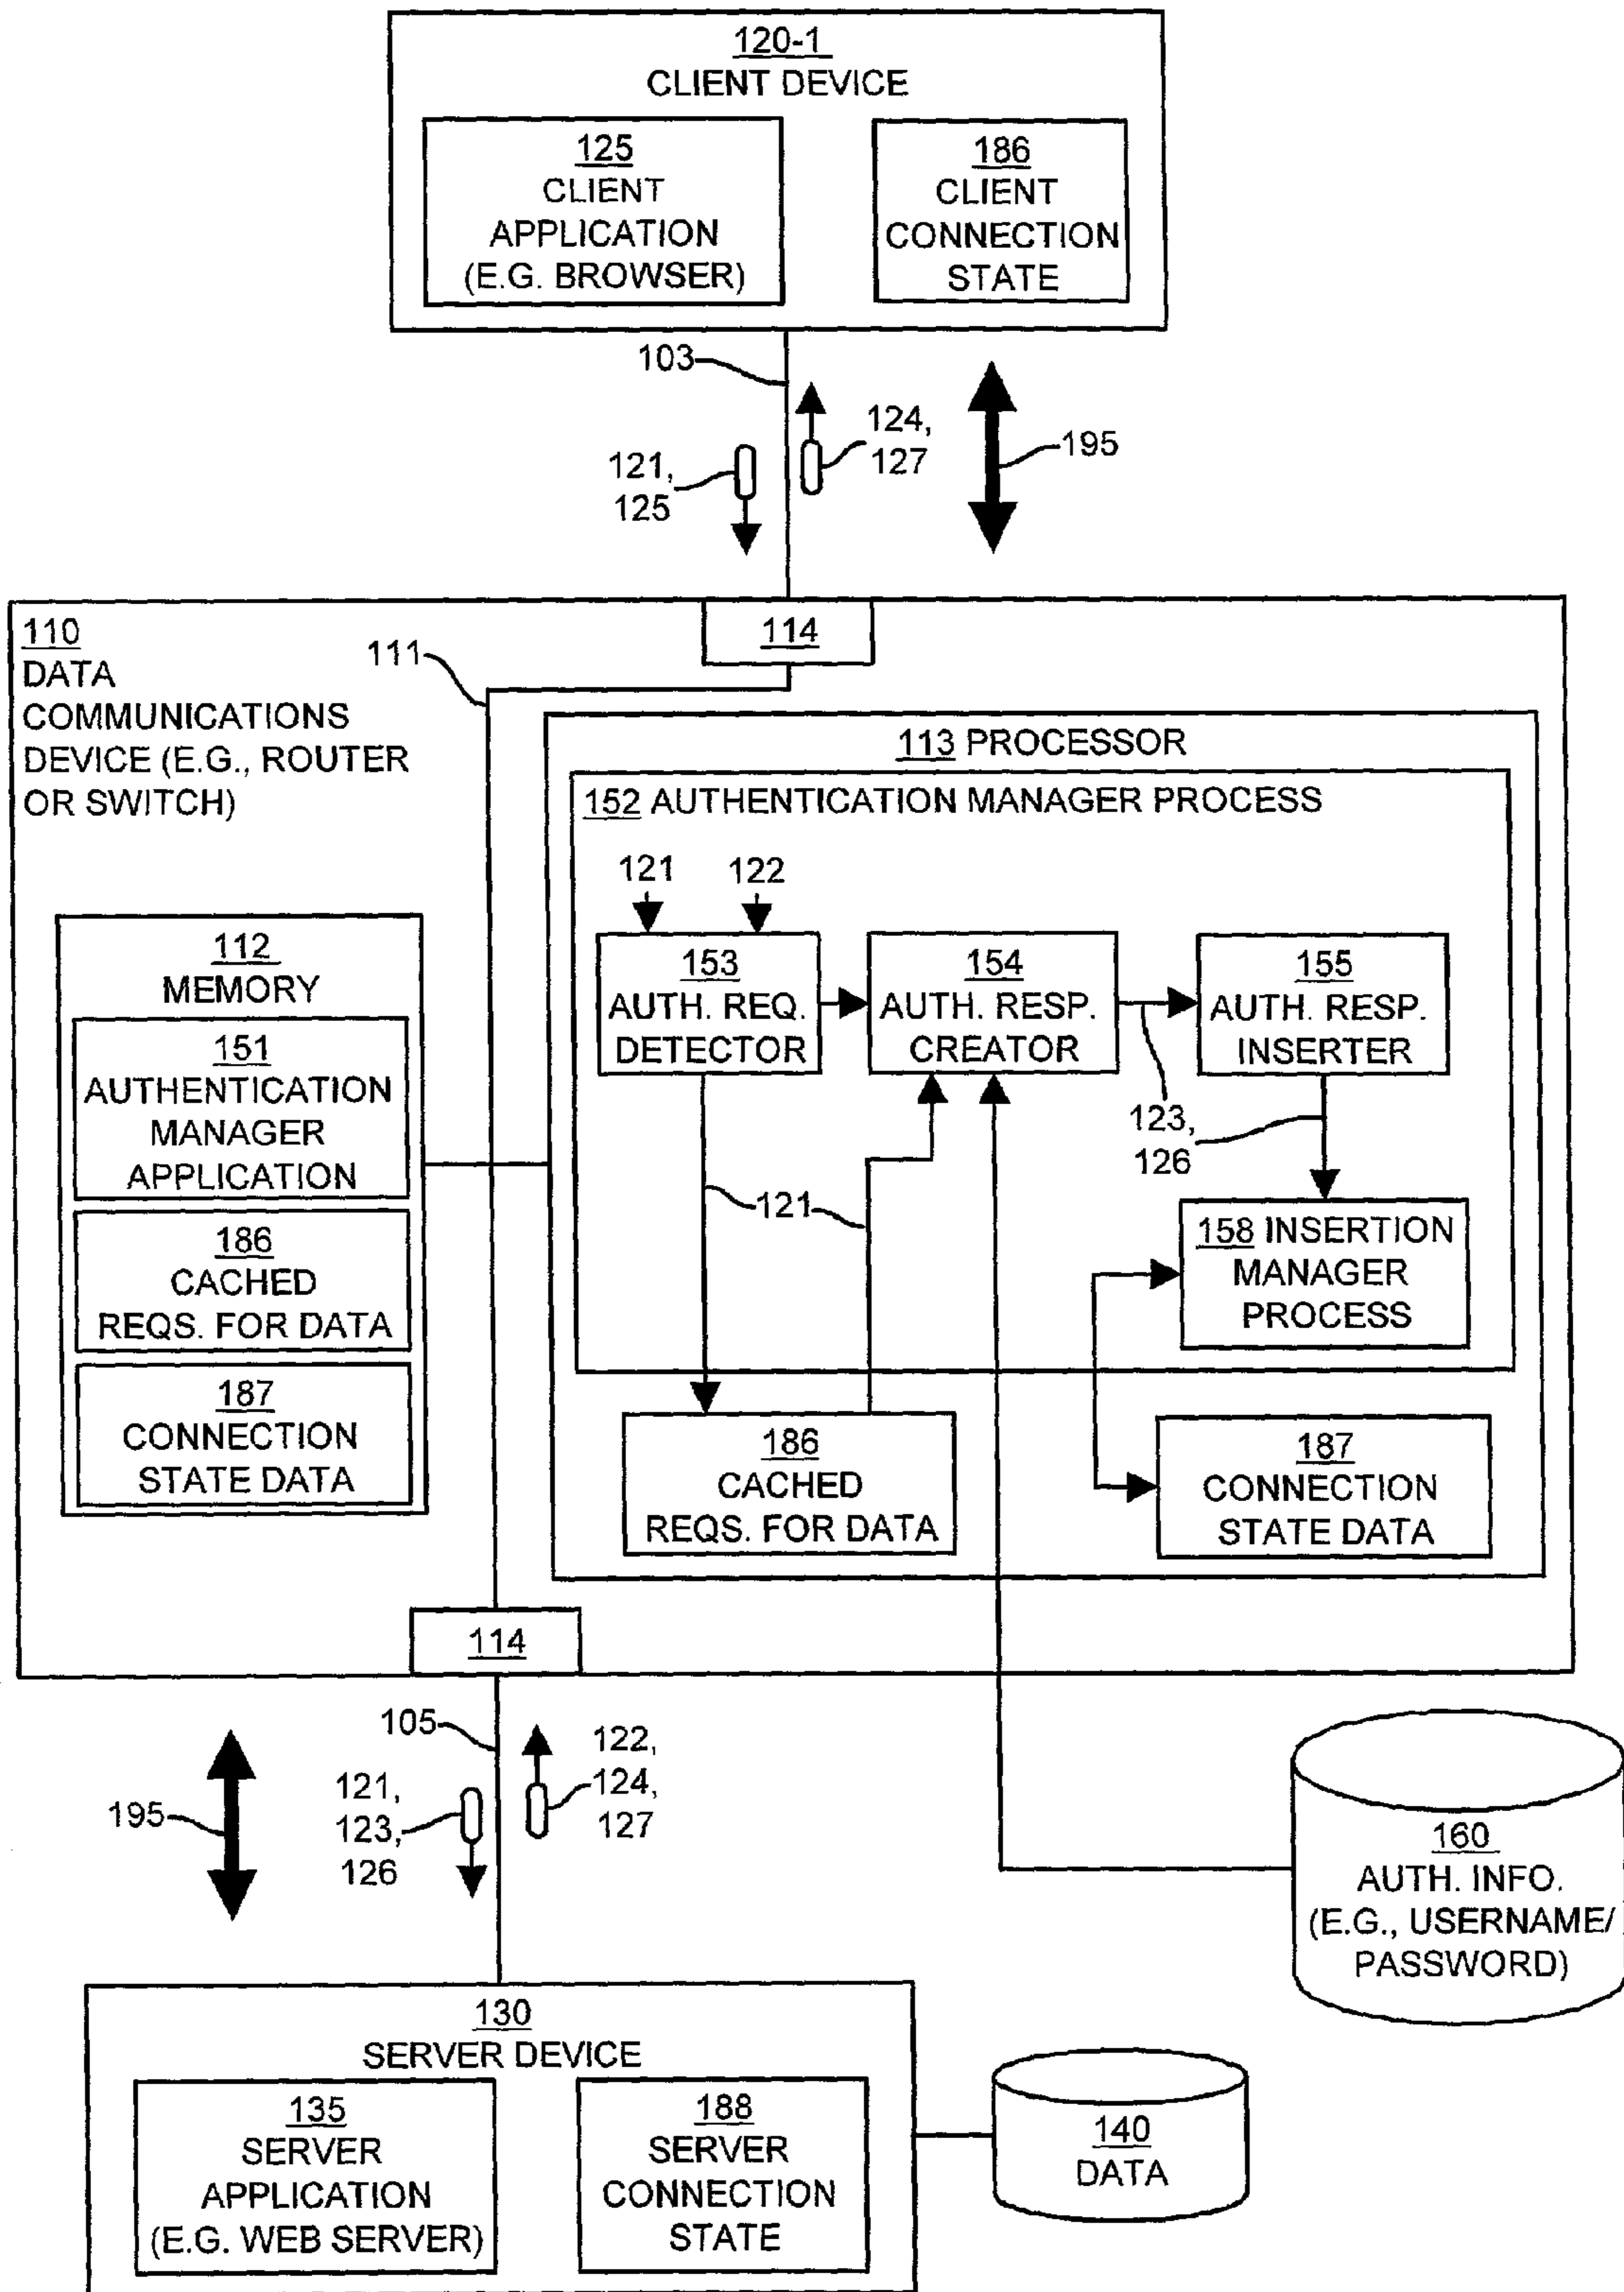 120-1
CLIENT DEVICE
125
CLIENT
APPLICATION
(E.G. BROWSER)
186
CLIENT
CONNECTION
STATE
103
121,
125
124,
127
195
110
DATA
COMMUNICATIONS
DEVICE (E.G., ROUTER
OR SWITCH)
111
114
113 PROCESSOR
152 AUTHENTICATION MANAGER PROCESS
121
122
112
MEMORY
151
AUTHENTICATION
MANAGER
APPLICATION
186
CACHED
REQS. FOR DATA
187
CONNECTION
STATE DATA
153
AUTH. REQ.
DETECTOR
154
AUTH. RESP.
CREATOR
155
AUTH. RESP.
INSERTER
123,
126
121
158 INSERTION
MANAGER
PROCESS
186
CACHED
REQS. FOR DATA
187
CONNECTION
STATE DATA
114
105
195
121,
123,
126
122,
124,
127
160
AUTH. INFO.
(E.G., USERNAME/
PASSWORD)
130
SERVER DEVICE
135
SERVER
APPLICATION
(E.G. WEB SERVER)
188
SERVER
CONNECTION
STATE
140
DATA